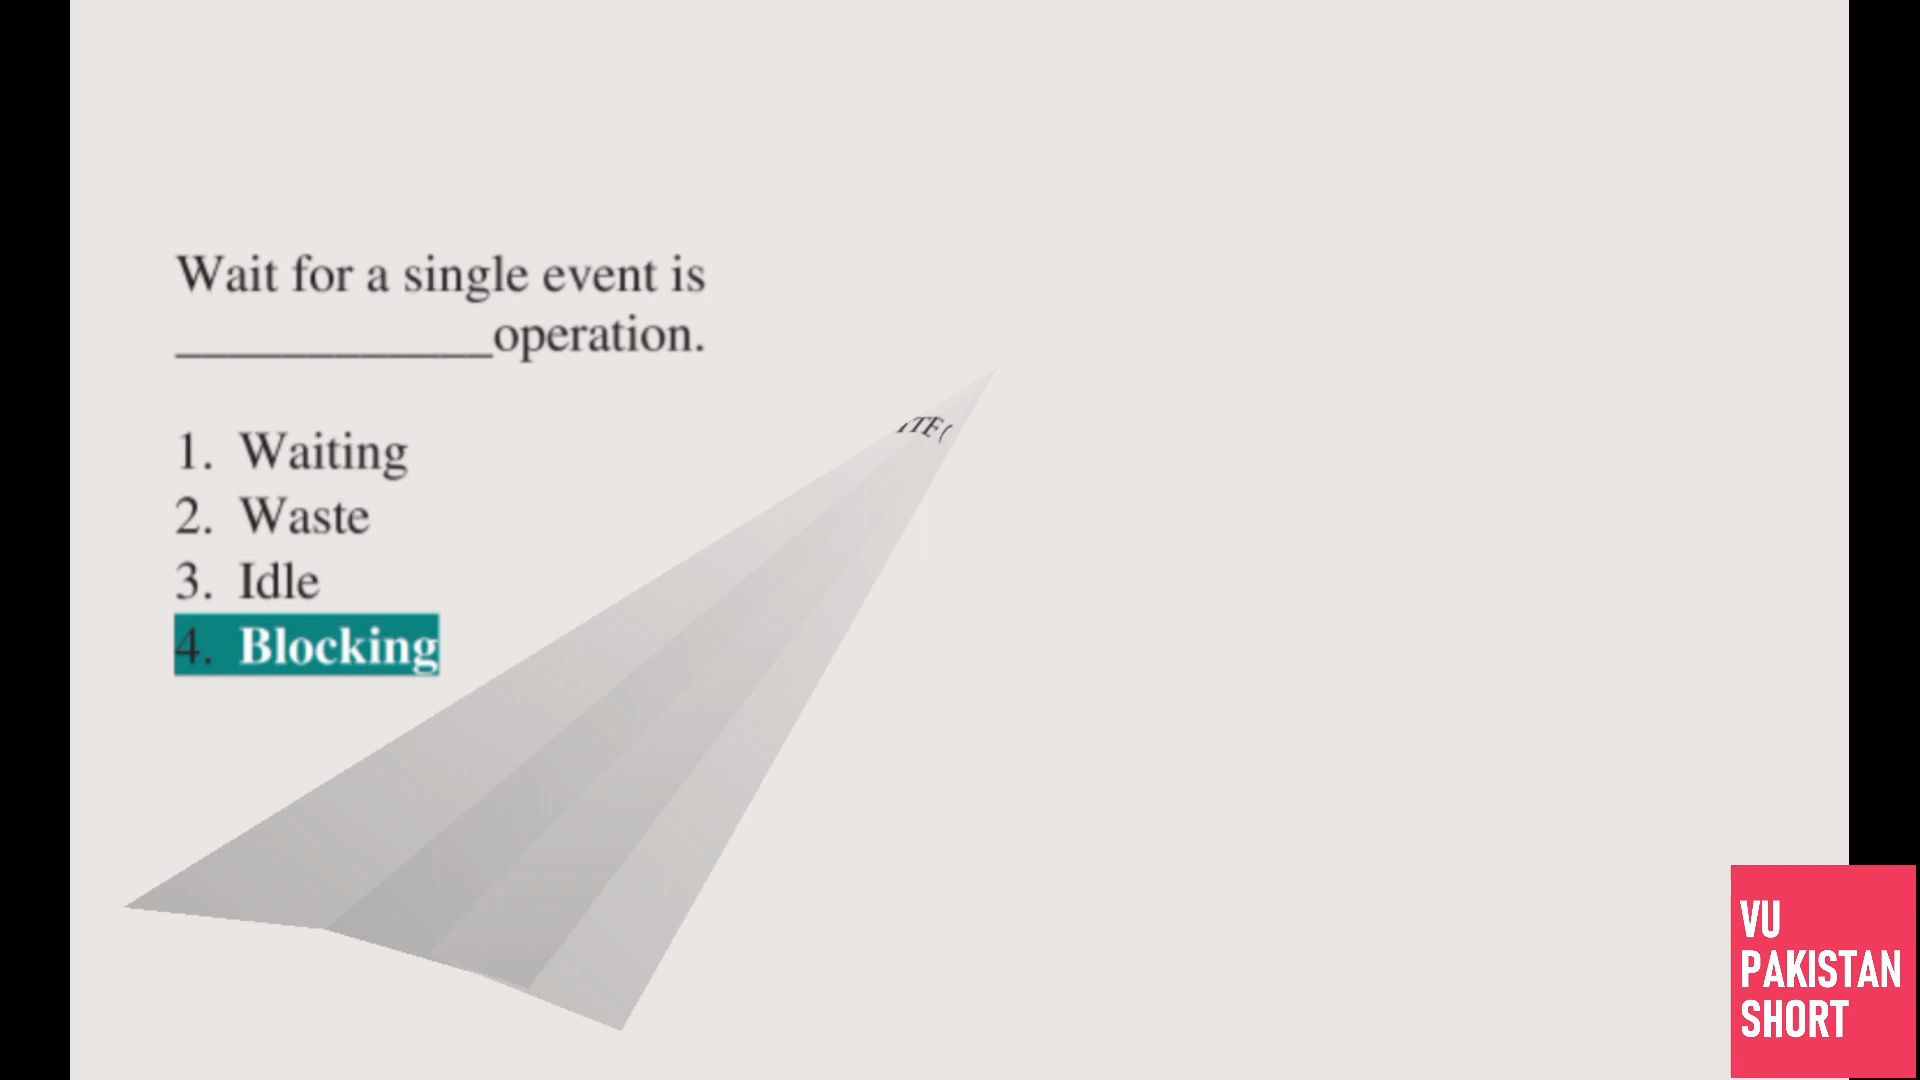 Wait for a single event is
____________operation.
1. Waiting
2. Waste
3. Idle
4. Blocking
VU
PAKISTAN
SHORT